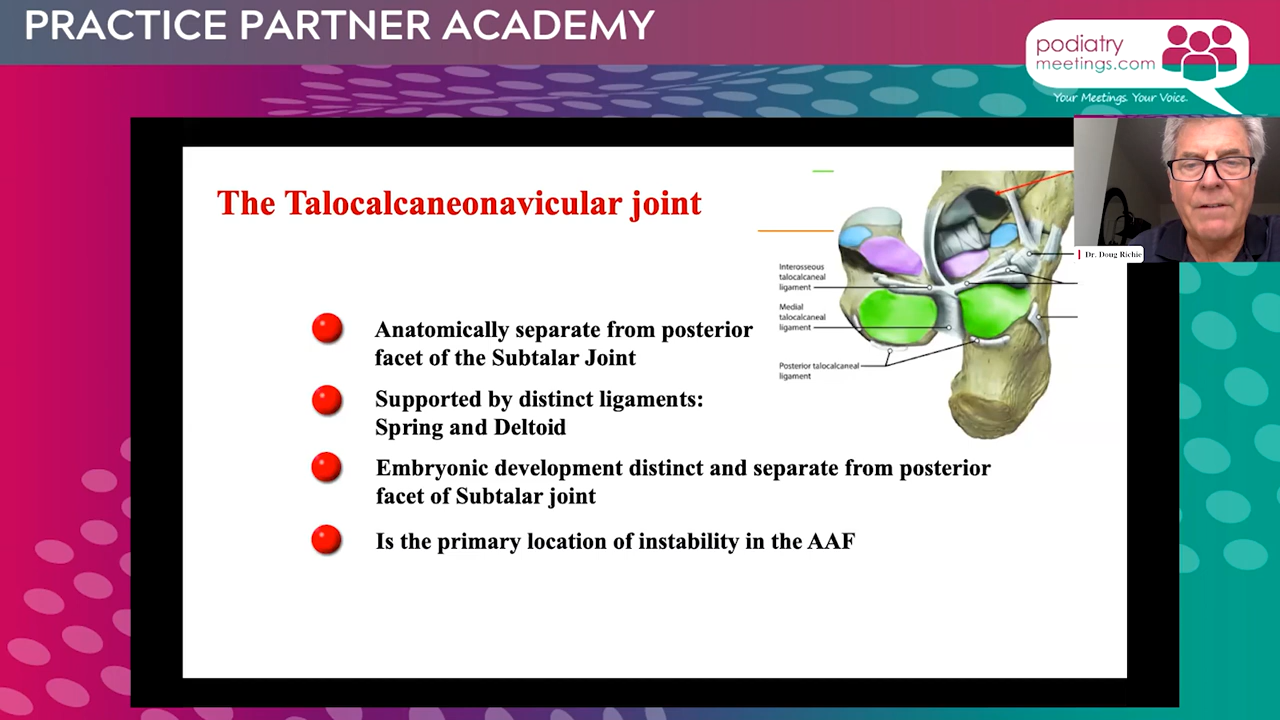 PRACTICE PARTNER ACADEMY
podiatry
meetings.com
Your Meetings. Your Voice.
Dr. Doug Richie
The Talocalcaneonavicular joint
Interosseous
talocalcaneal
ligament
Medial
talocalcaneal
ligament
Posterior talocalcaneal
ligament
Anatomically separate from posterior
facet of the Subtalar Joint
Supported by distinct ligaments:
Spring and Deltoid
Embryonic development distinct and separate from posterior
facet of Subtalar joint
Is the primary location of instability in the AAF